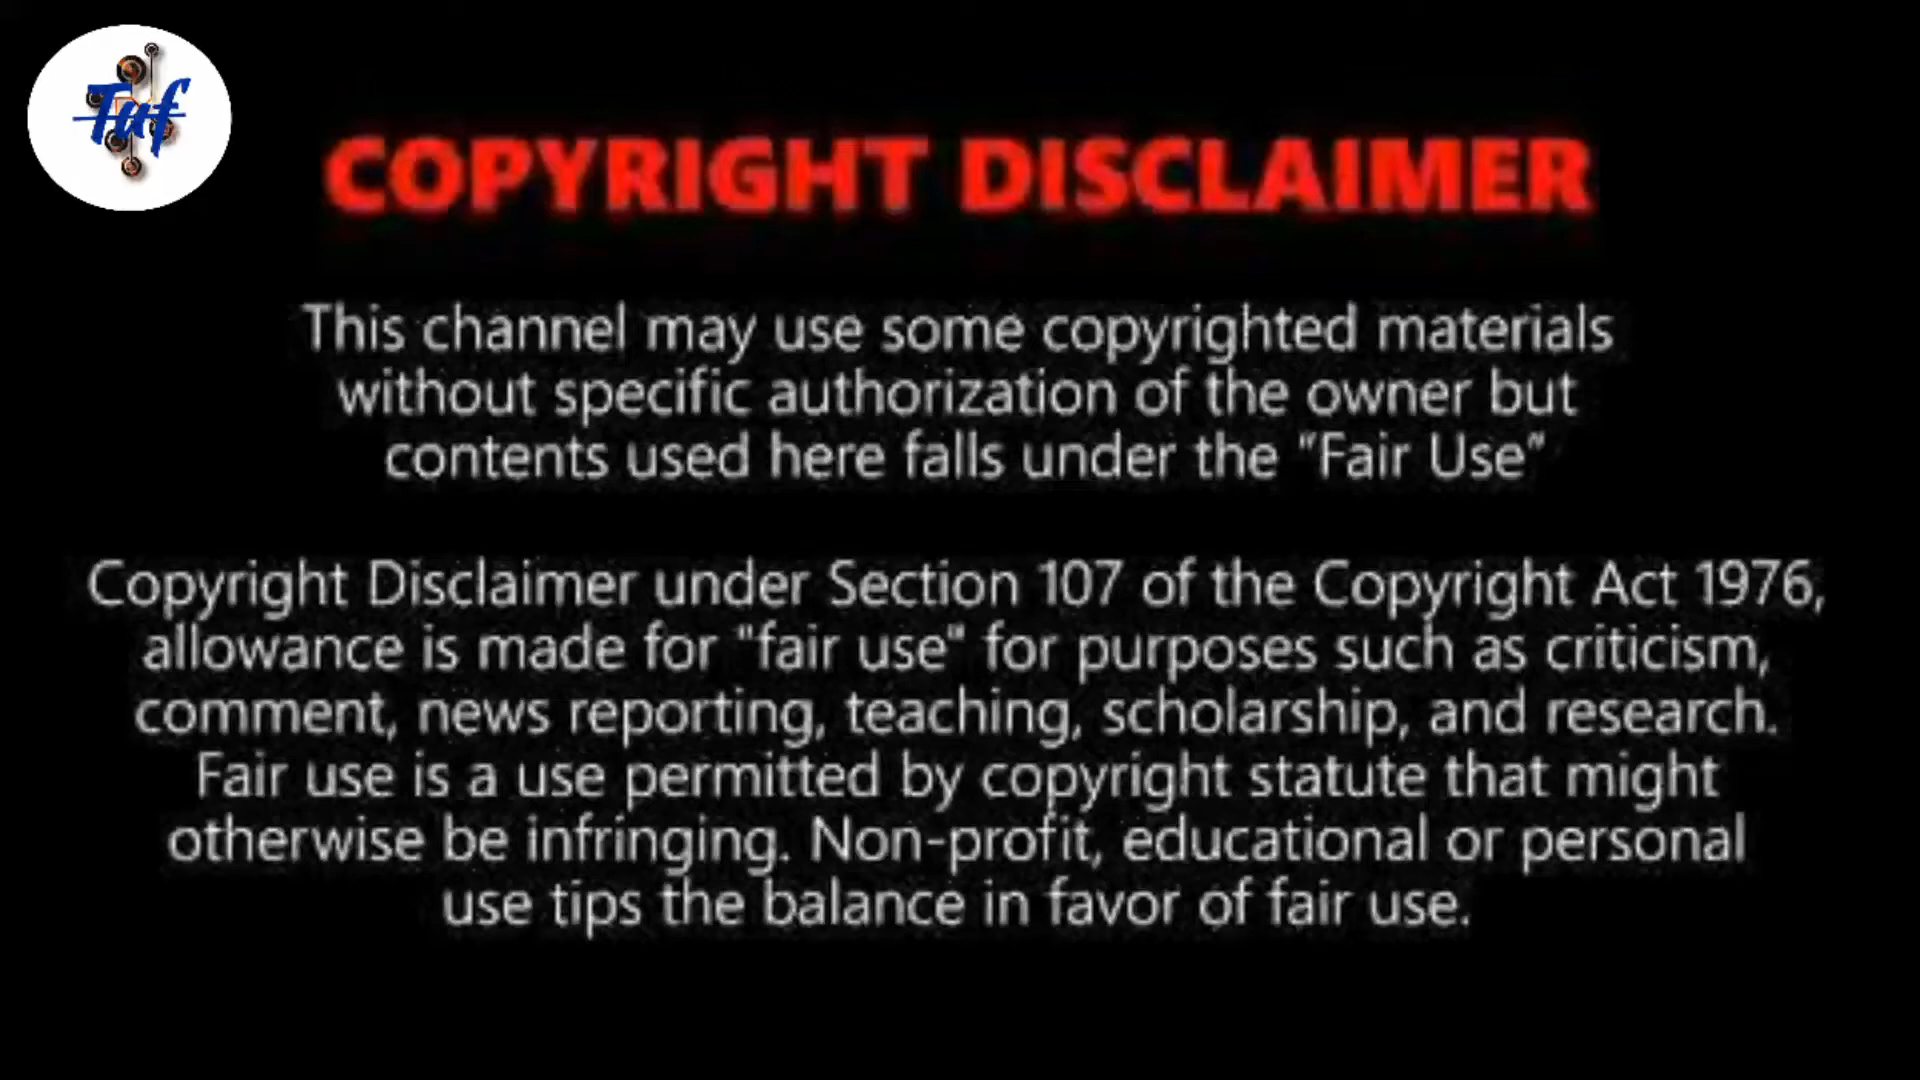 Taf
COPYRIGHT DISCLAIMER
This channel may use some copyrighted materials
without specific authorization of the owner but
contents used here falls under the "Fair Use"
Copyright Disclaimer under Section 107 of the Copyright Act 1976,
allowance is made for "fair use" for purposes such as criticism,
comment, news reporting, teaching, scholarship, and research.
Fair use is a use permitted by copyright statute that might
otherwise be infringing. Non-profit, educational or personal
use tips the balance in favor of fair use.